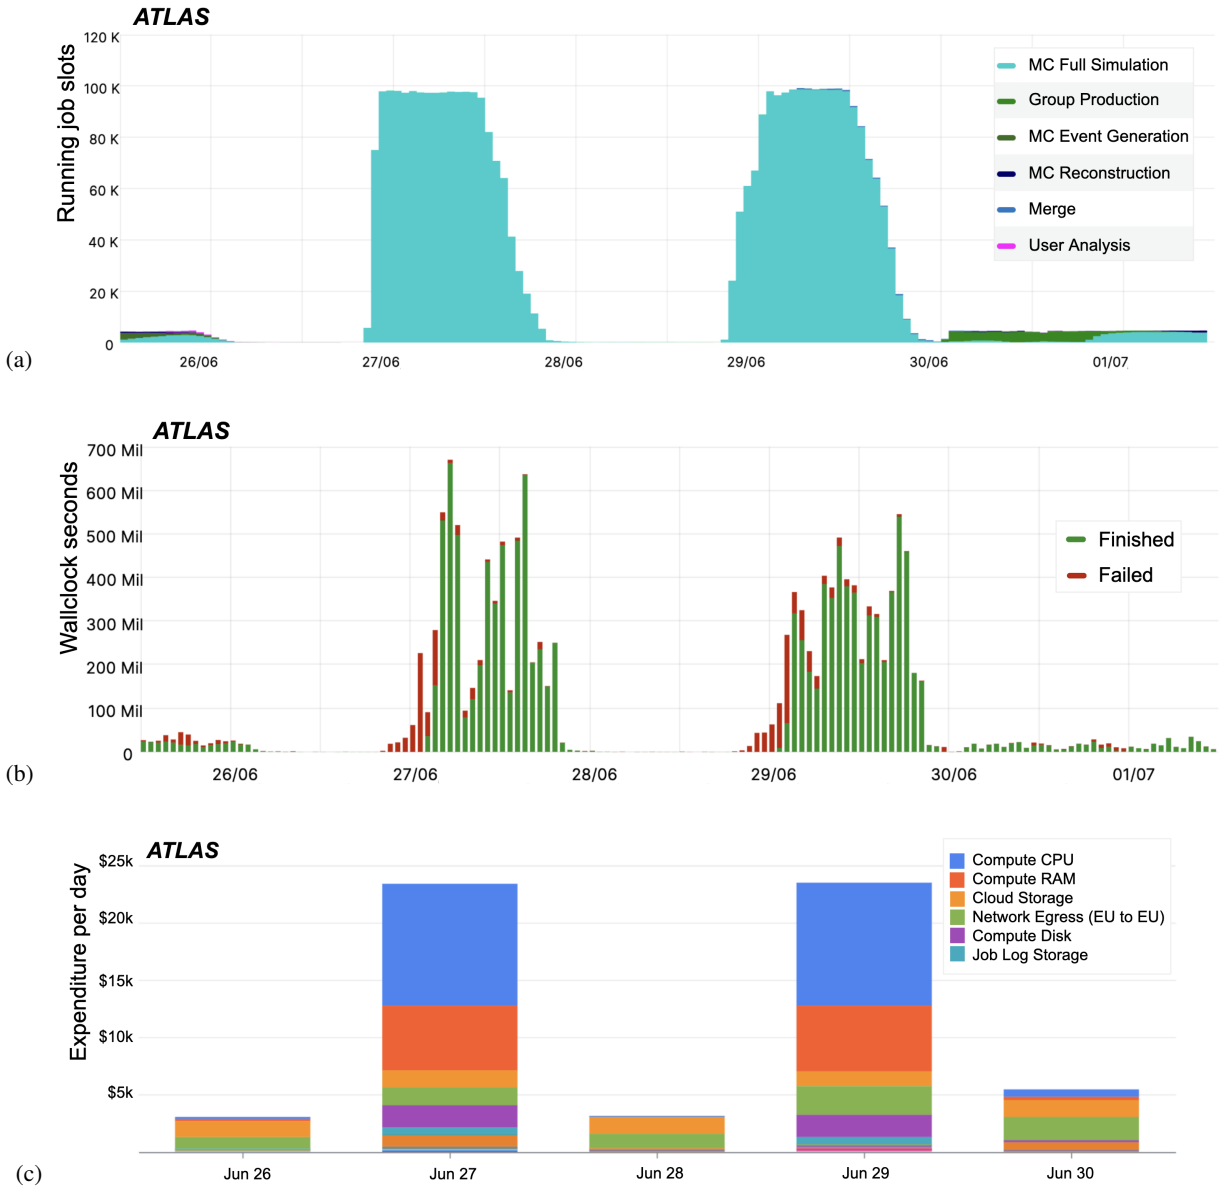 ATLAS
Running job slots
120 K
100 K
80 K
60 K
40 K
20 K
0
MC Full Simulation
Group Production
MC Event Generation
MC Reconstruction
Merge
User Analysis
26/06 27/06 28/06 29/06 30/06 01/07
(a)
ATLAS
Wallclock seconds
700 Mil
600 Mil
500 Mil
400 Mil
300 Mil
200 Mil
100 Mil
0
Finished
Failed
26/06 27/06 28/06 29/06 30/06 01/07
(b)
ATLAS
Expenditure per day
$25k
$20k
$15k
$10k
$5k
Compute CPU
Compute RAM
Cloud Storage
Network Egress (EU to EU)
Compute Disk
Job Log Storage
Jun 26 Jun 27 Jun 28 Jun 29 Jun 30
(c)